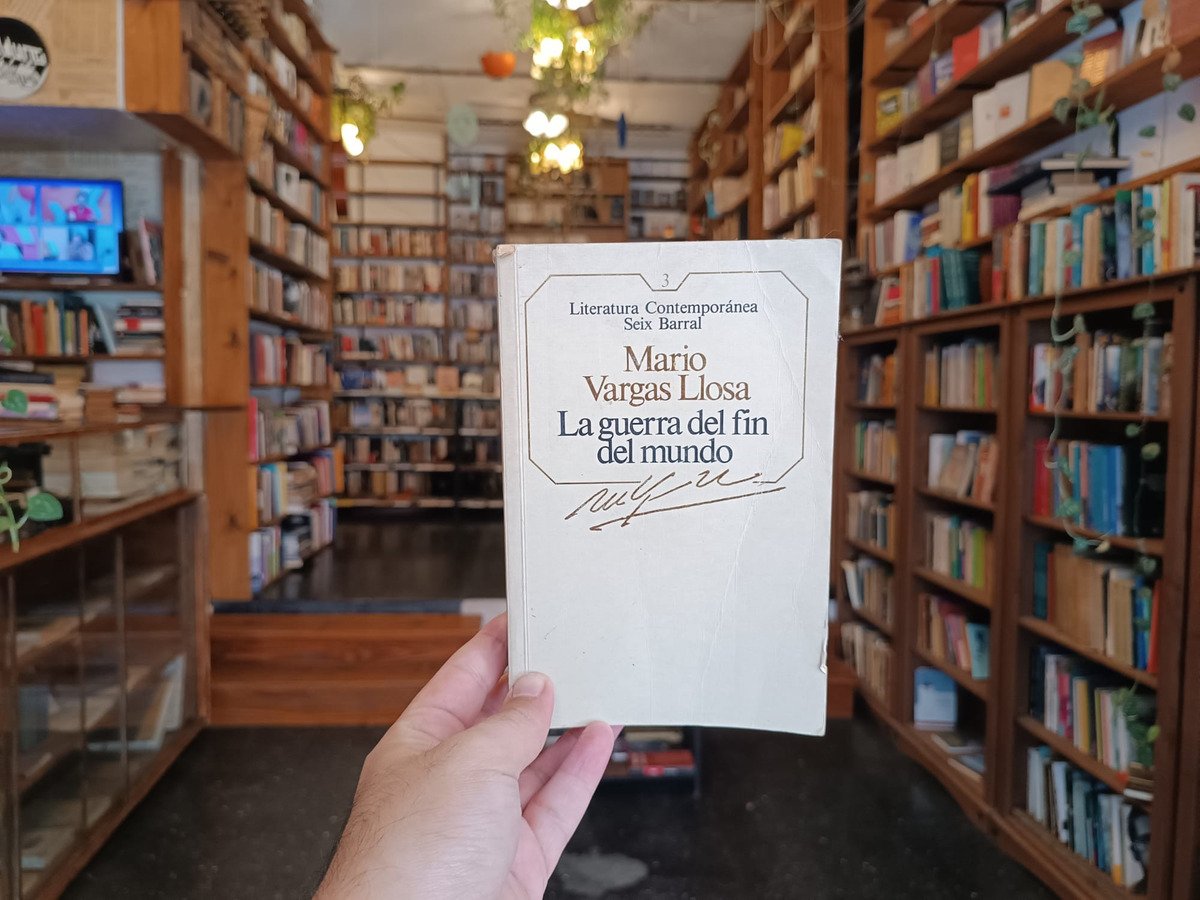 3
Literatura Contemporánea
Seix Barral
Mario
Vargas Llosa
La guerra del fin
del mundo